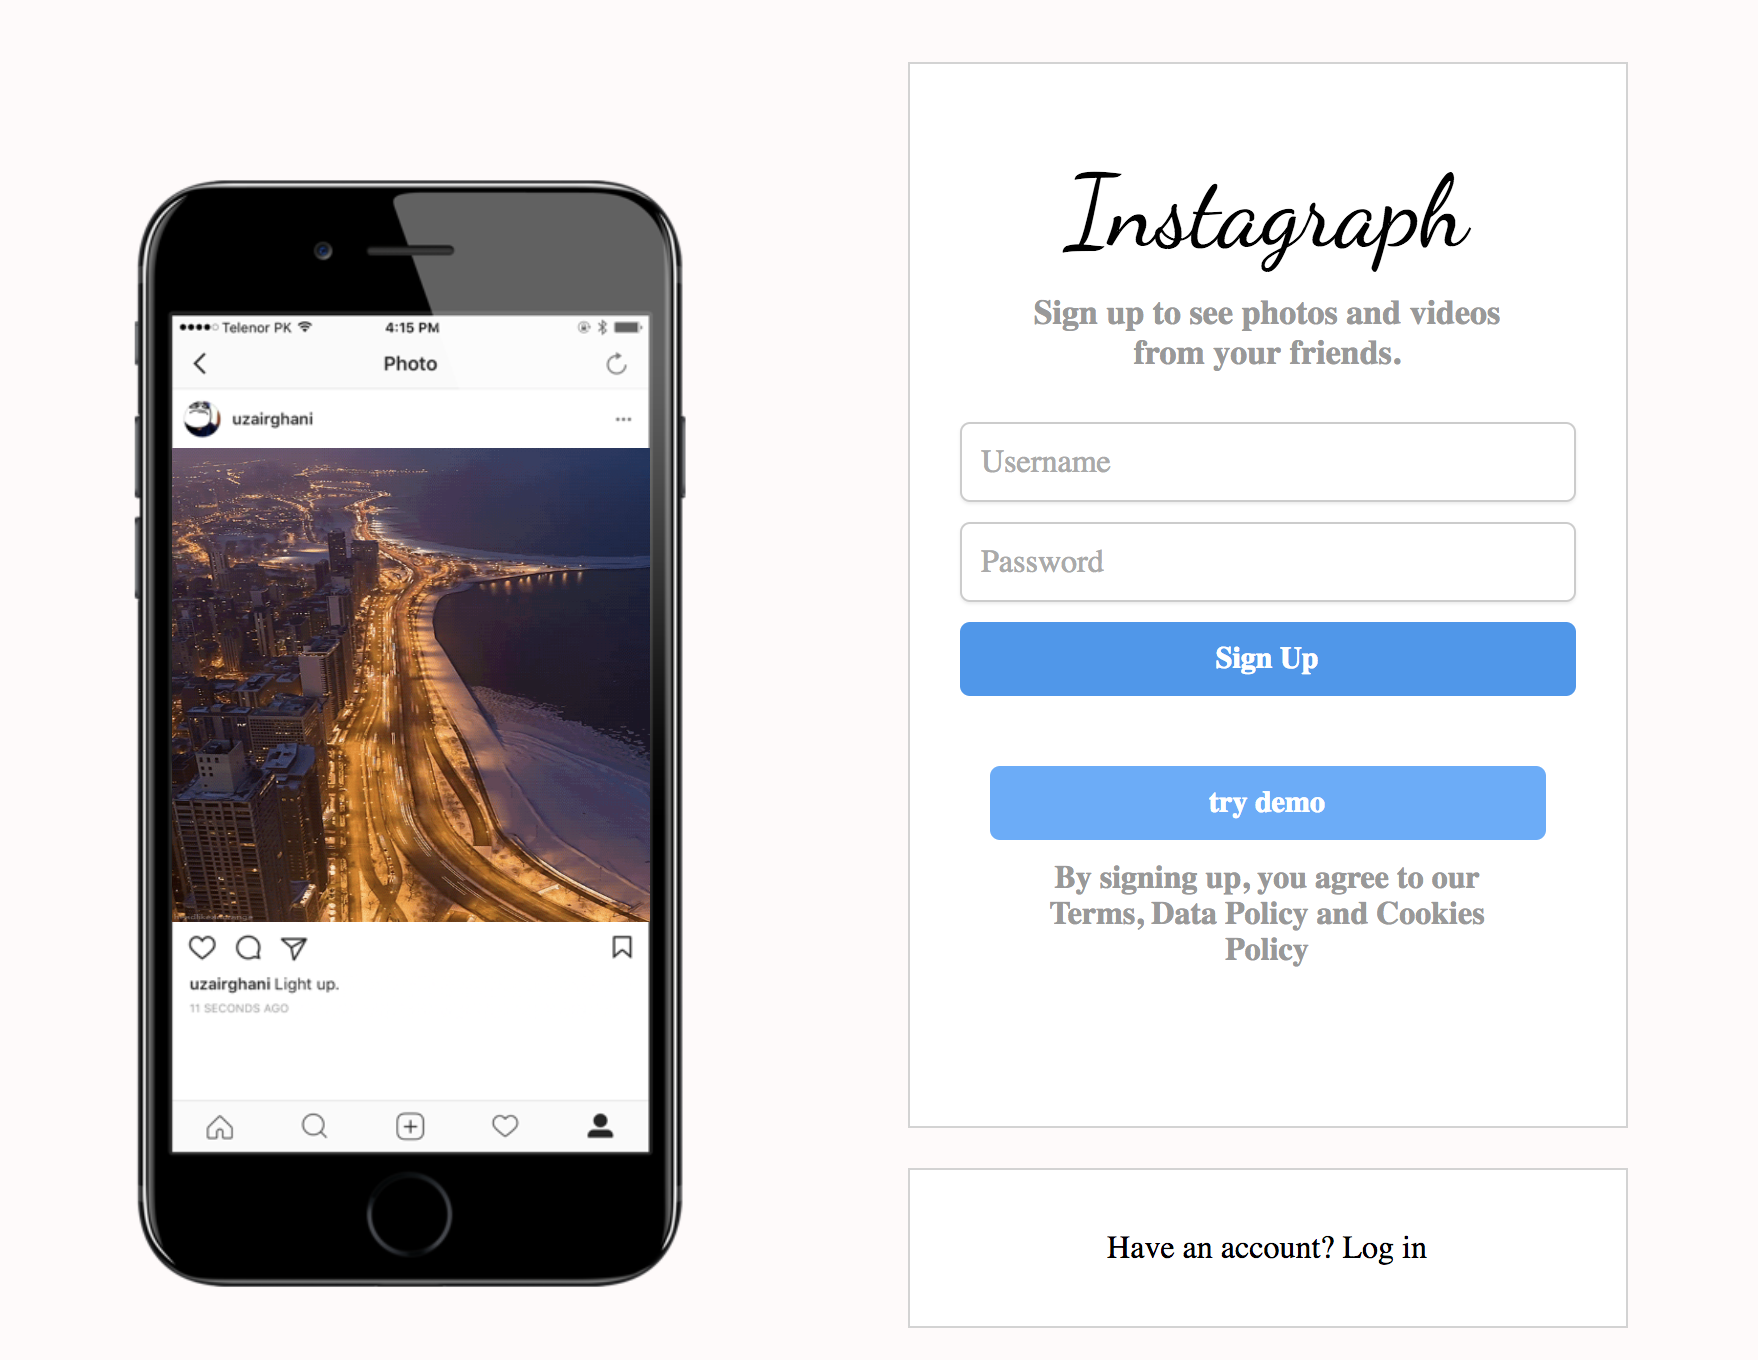 Telenor PK 4:15 PM
Photo
uzairghani
uzairghani Light up.
11 SECONDS AGO
Instagraph
Sign up to see photos and videos
from your friends.
Username
Password
Sign Up
try demo
By signing up, you agree to our
Terms, Data Policy and Cookies
Policy
Have an account? Log in